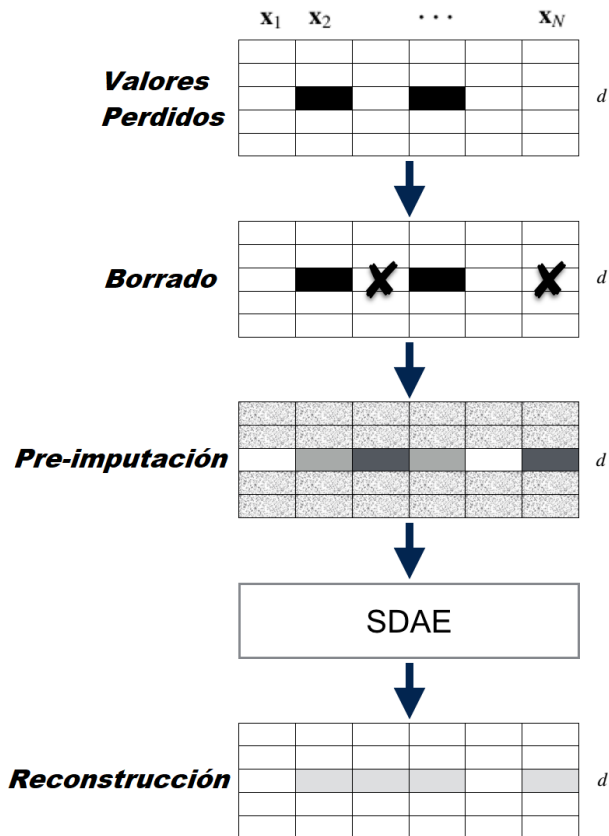 x1 x2 ... xN
Valores
Perdidos
d
Borrado
d
Pre-imputación
d
SDAE
Reconstrucción
d